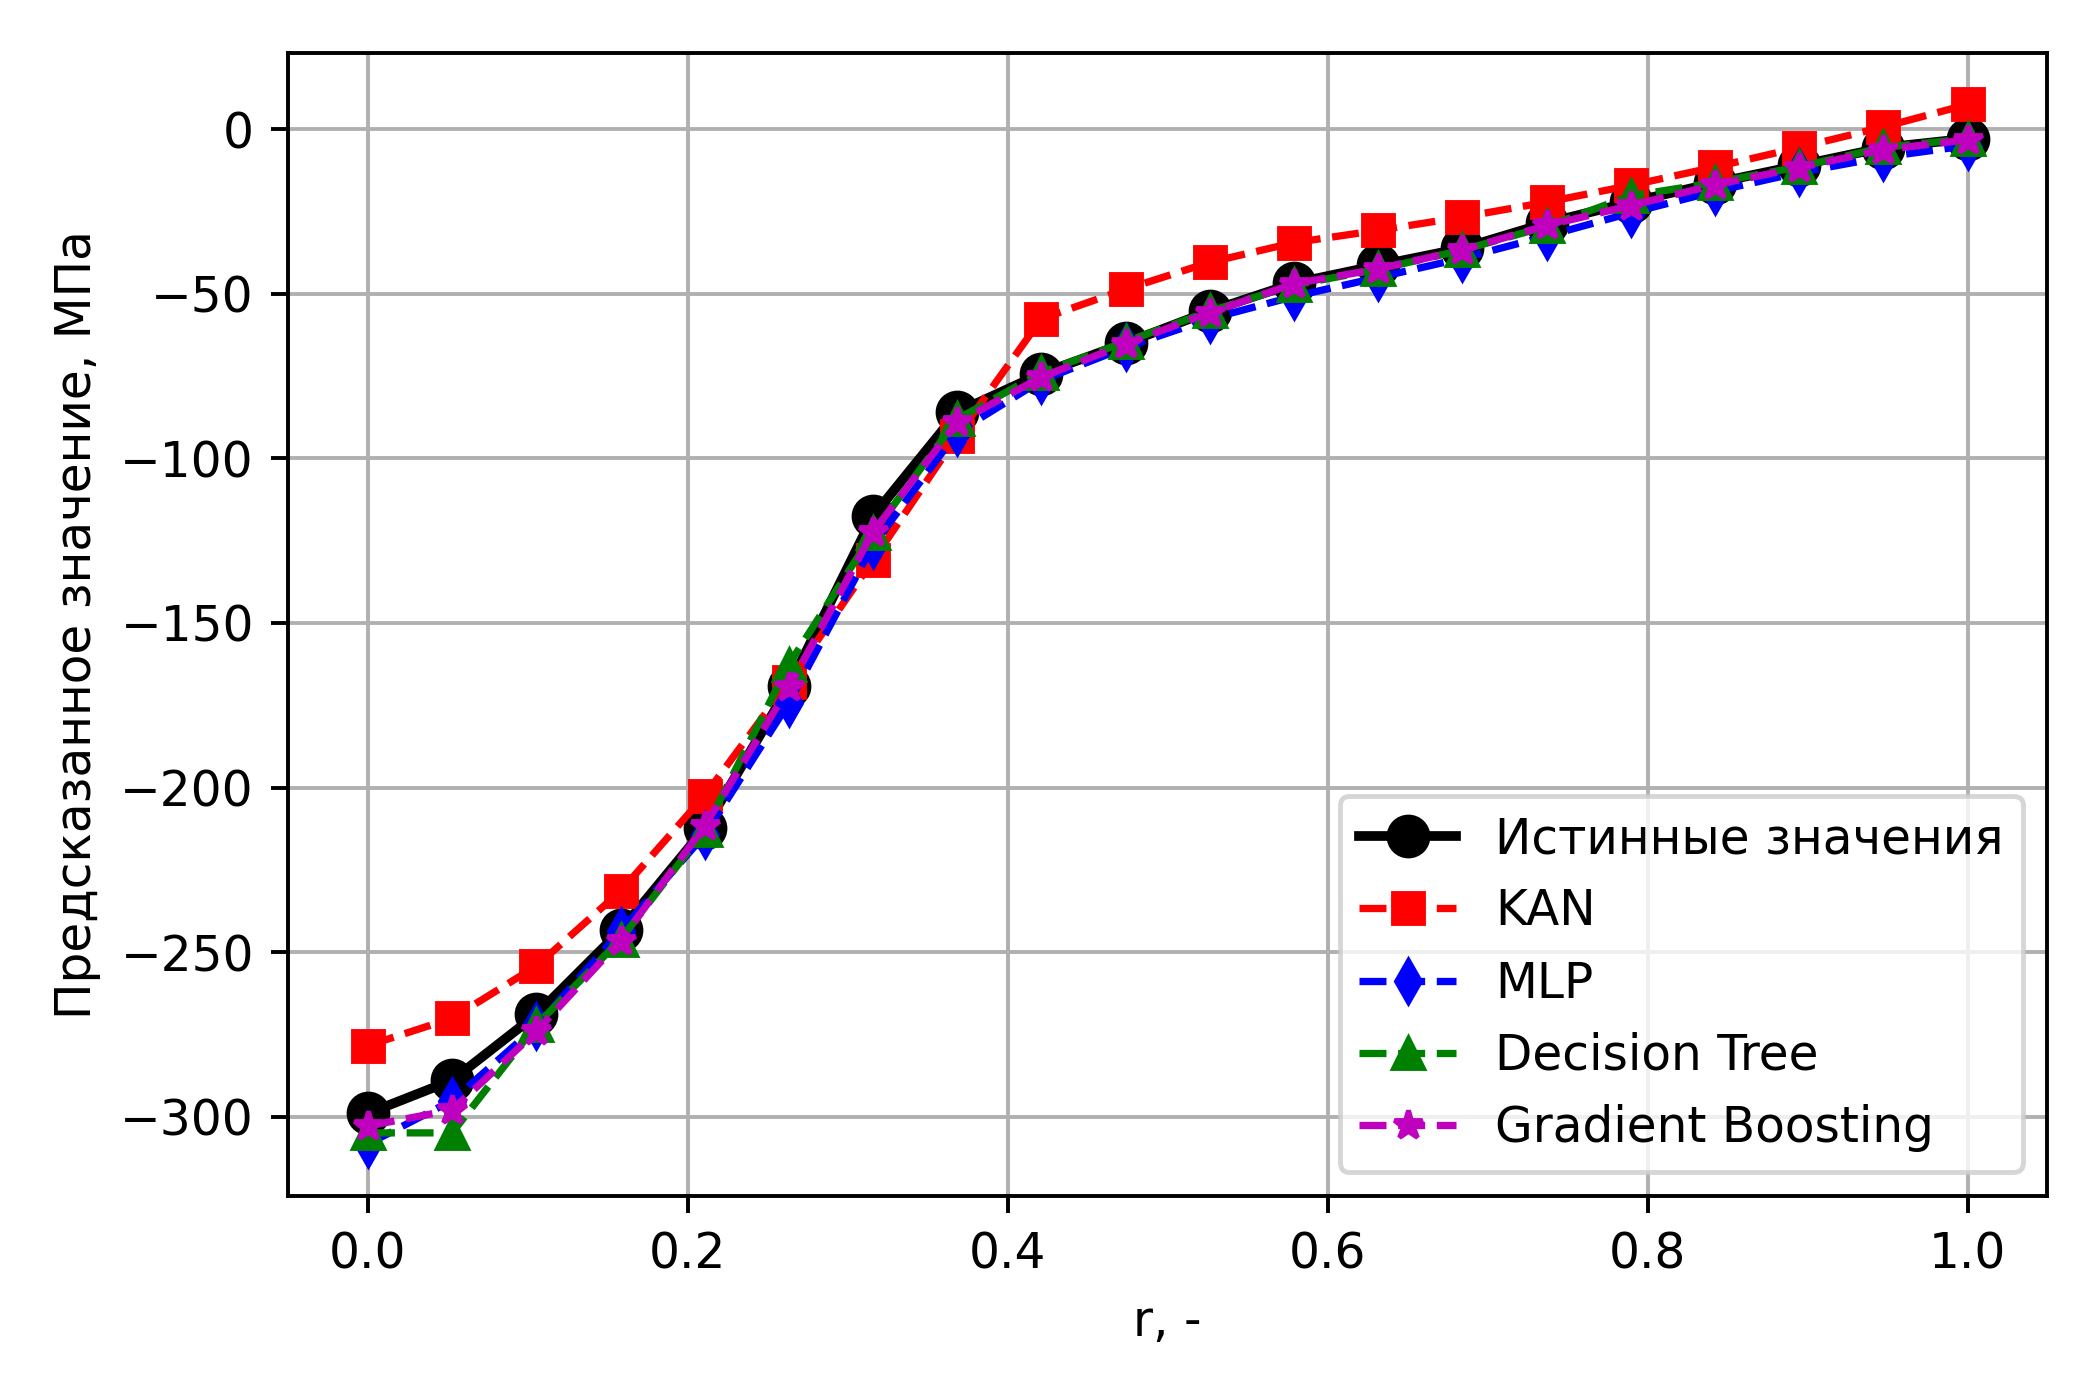 Предсказанное значение, МПа
0
−50
−100
−150
−200
−250
−300
0.0 0.2 0.4 0.6 0.8 1.0
r, -
Истинные значения
KAN
MLP
Decision Tree
Gradient Boosting